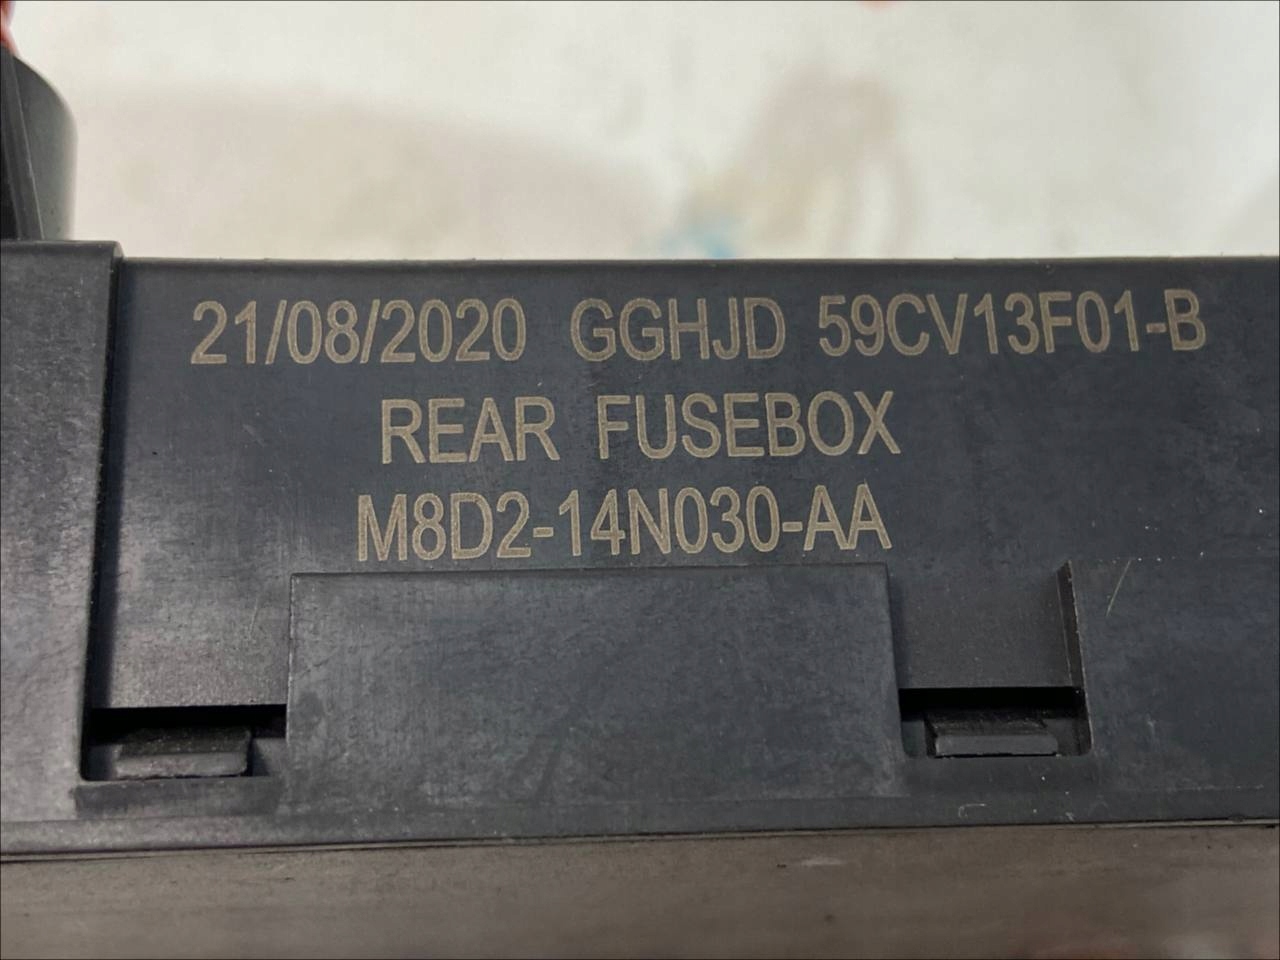 21/08/2020 GGHJD 59CV13F01-B
REAR FUSEBOX
M8D2-14N030-AA